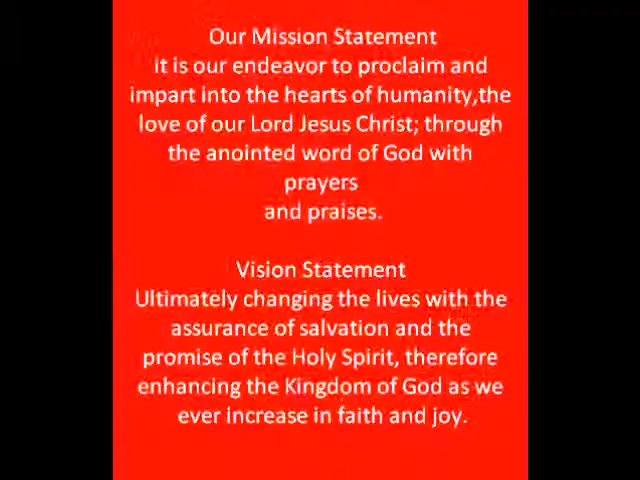 Our Mission Statement
It is our endeavor to proclaim and
impart into the hearts of humanity,the
love of our Lord Jesus Christ; through
the anointed word of God with
prayers
and praises.
Vision Statement
Ultimately changing the lives with the
assurance of salvation and the
promise of the Holy Spirit, therefore
enhancing the Kingdom of God as we
ever increase in faith and joy.